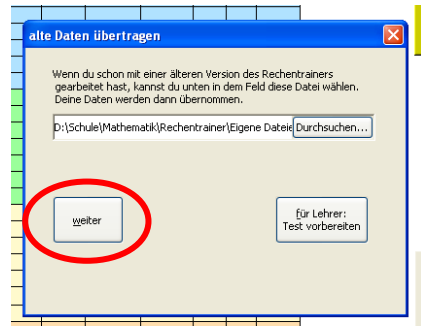 alte Daten übertragen
Wenn du schon mit einer älteren Version des Rechentrainers
gearbeitet hast, kannst du unten in dem Feld diese Datei wählen.
Deine Daten werden dann übernommen.
D:\Schule\Mathematik\Rechentrainer\Eigene Dateie Durchsuchen...
weiter
für Lehrer:
Test vorbereiten